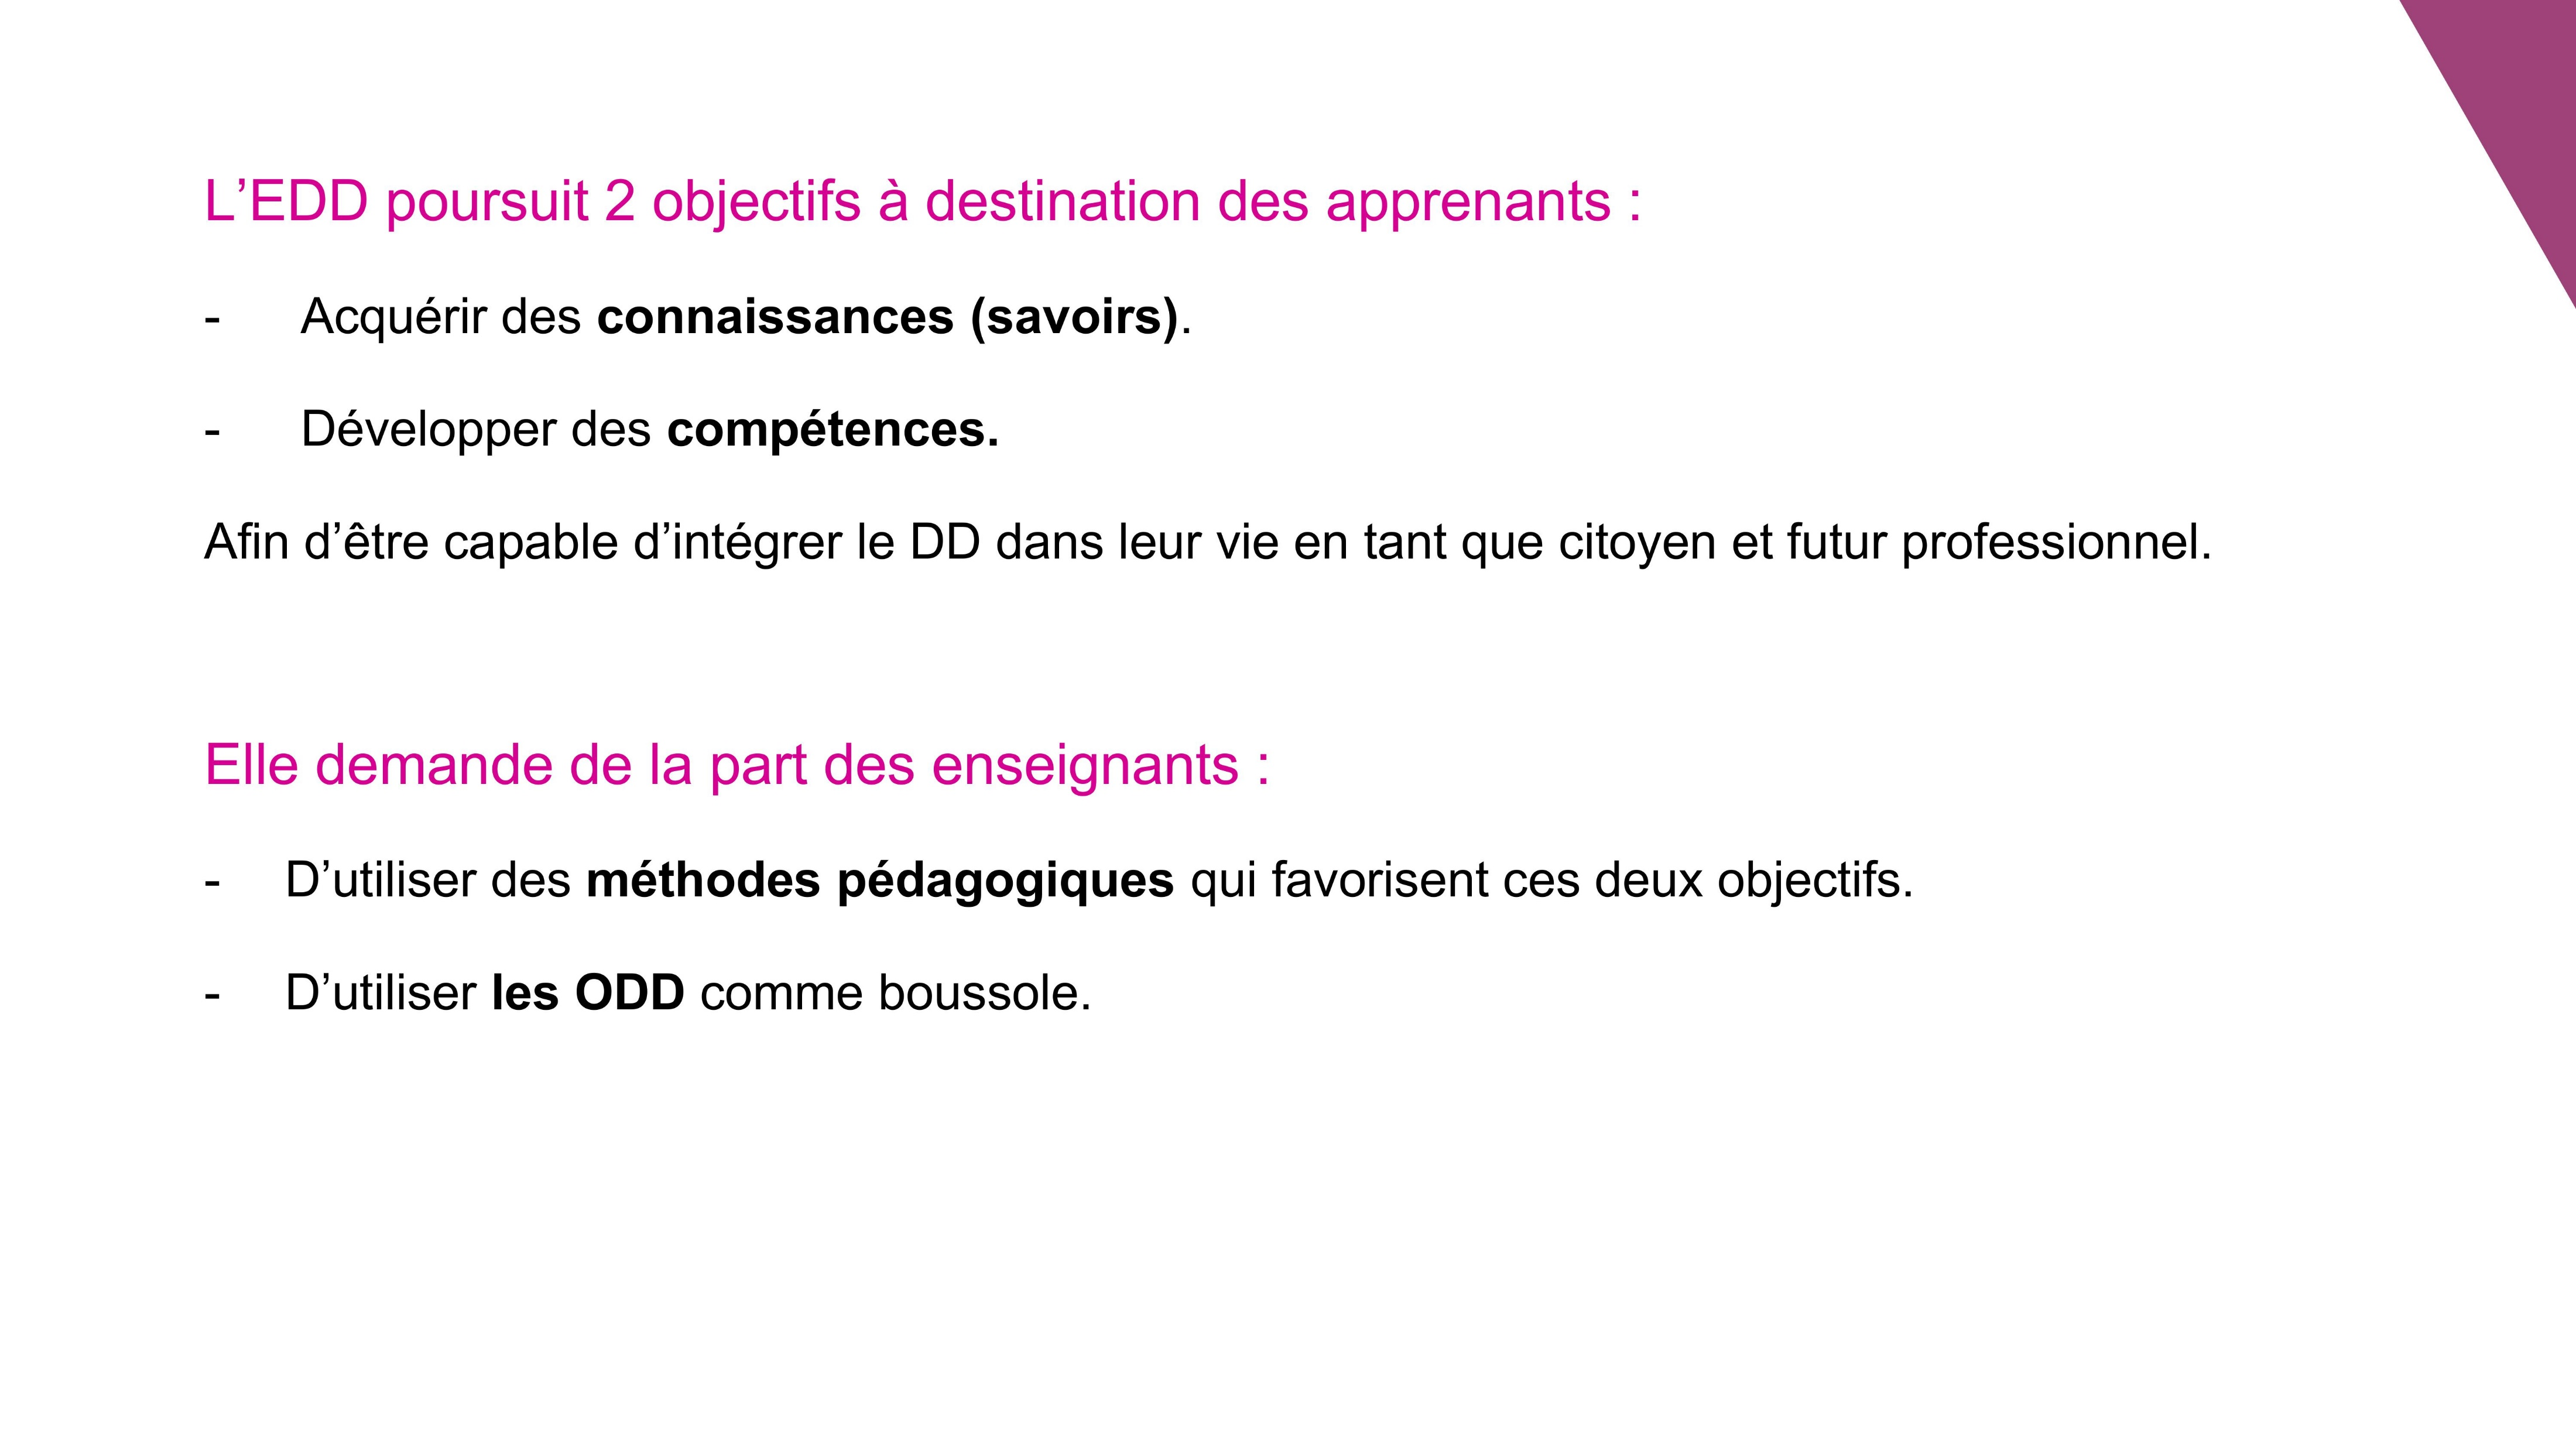 L’EDD poursuit 2 objectifs à destination des apprenants :
- Acquérir des connaissances (savoirs).
- Développer des compétences.
Afin d’être capable d’intégrer le DD dans leur vie en tant que citoyen et futur professionnel.
Elle demande de la part des enseignants :
- D’utiliser des méthodes pédagogiques qui favorisent ces deux objectifs.
- D’utiliser les ODD comme boussole.